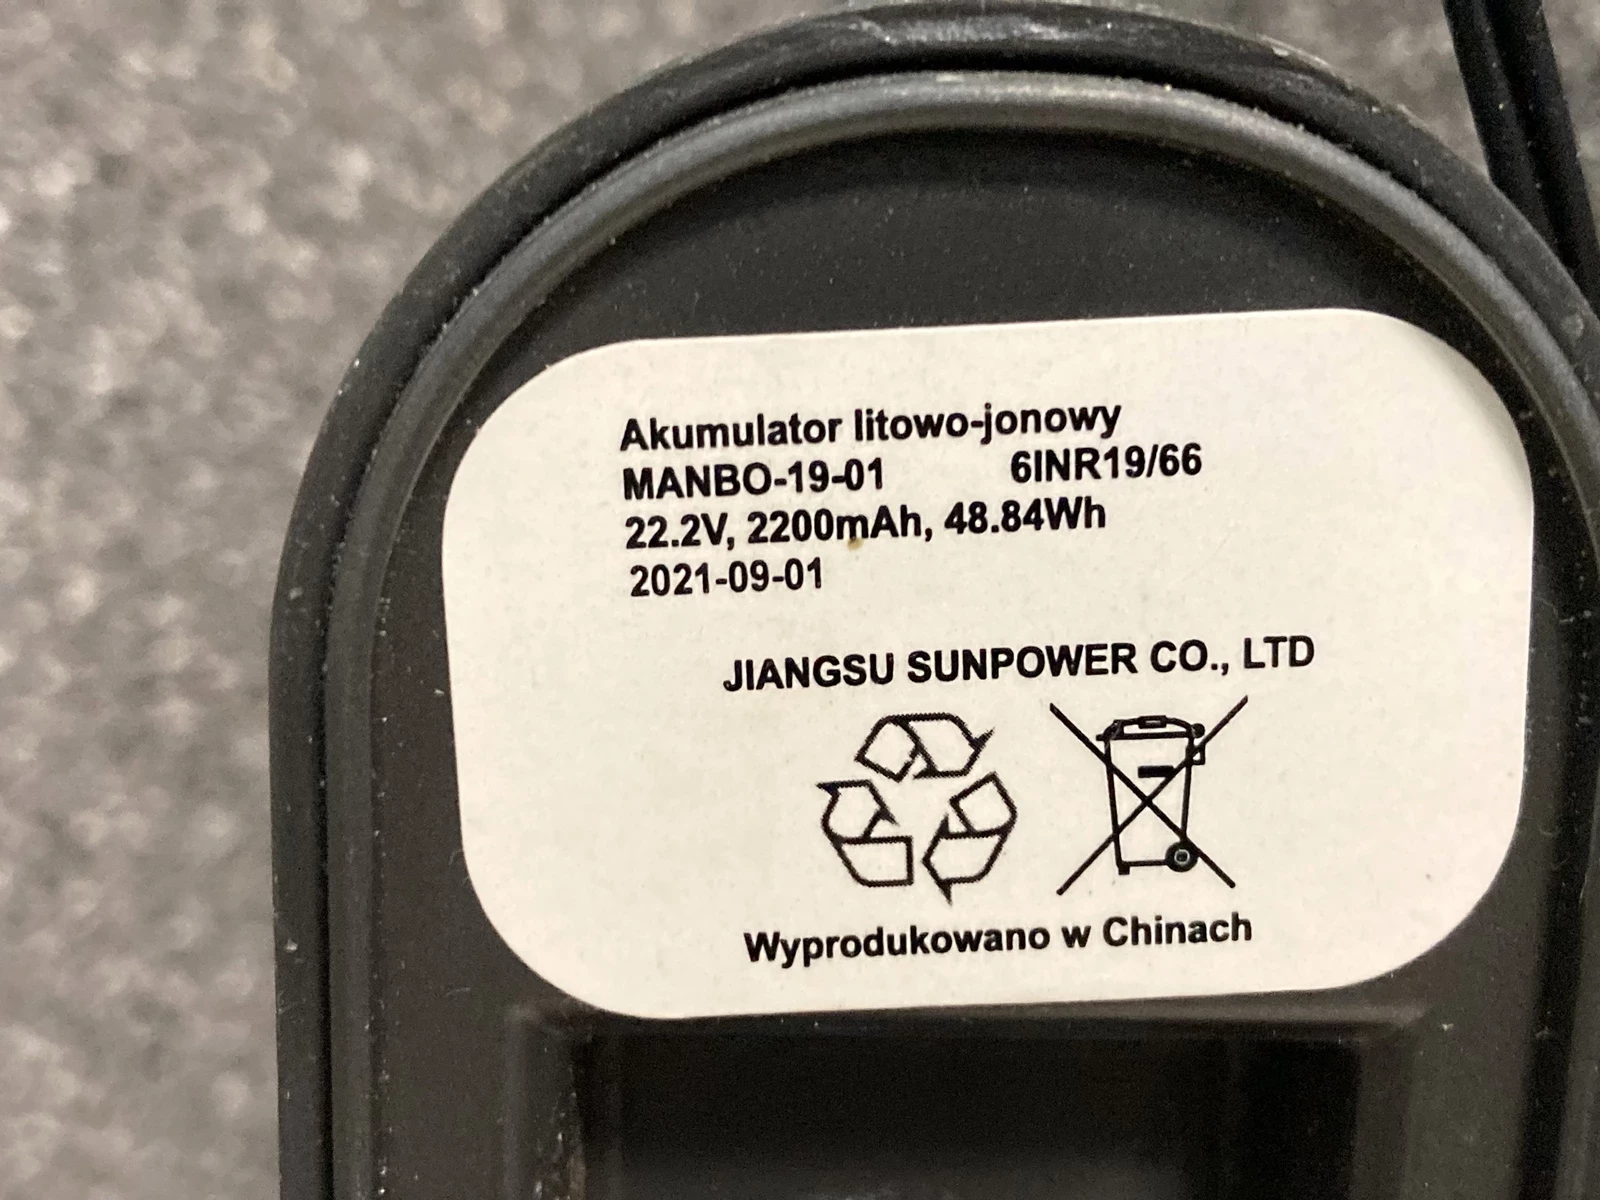 Akumulator litowo-jonowy
MANBO-19-01 6INR19/66
22.2V, 2200mAh, 48.84Wh
2021-09-01
JIANGSU SUNPOWER CO., LTD
Wyprodukowano w Chinach